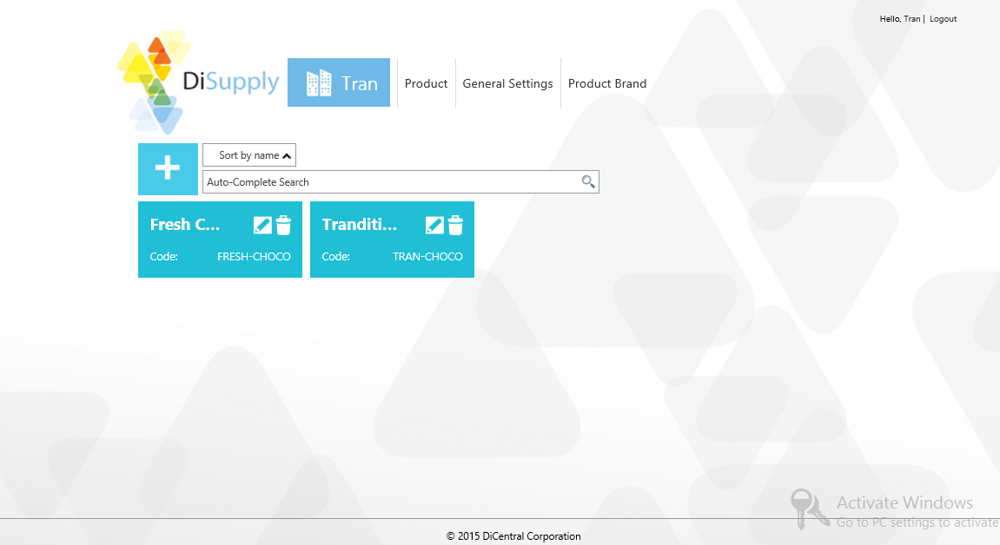 Hello, Tran | Logout
DiSupply
Tran
Product
General Settings
Product Brand
Sort by name
Auto-Complete Search
Fresh C...
Code: FRESH-CHOCO
Tranditi...
Code: TRAN-CHOCO
Activate Windows
Go to PC settings to activate
© 2015 DiCentral Corporation